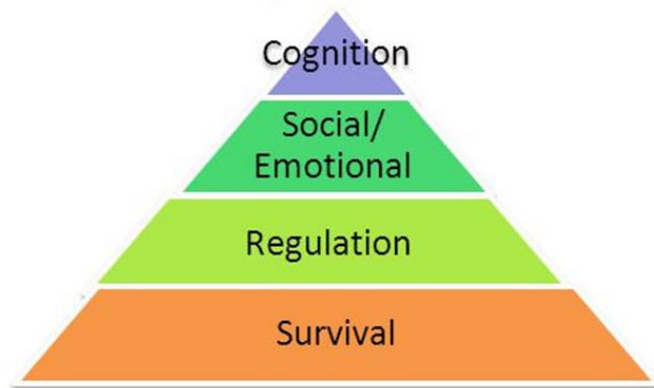 Cognition
Social/
Emotional
Regulation
Survival